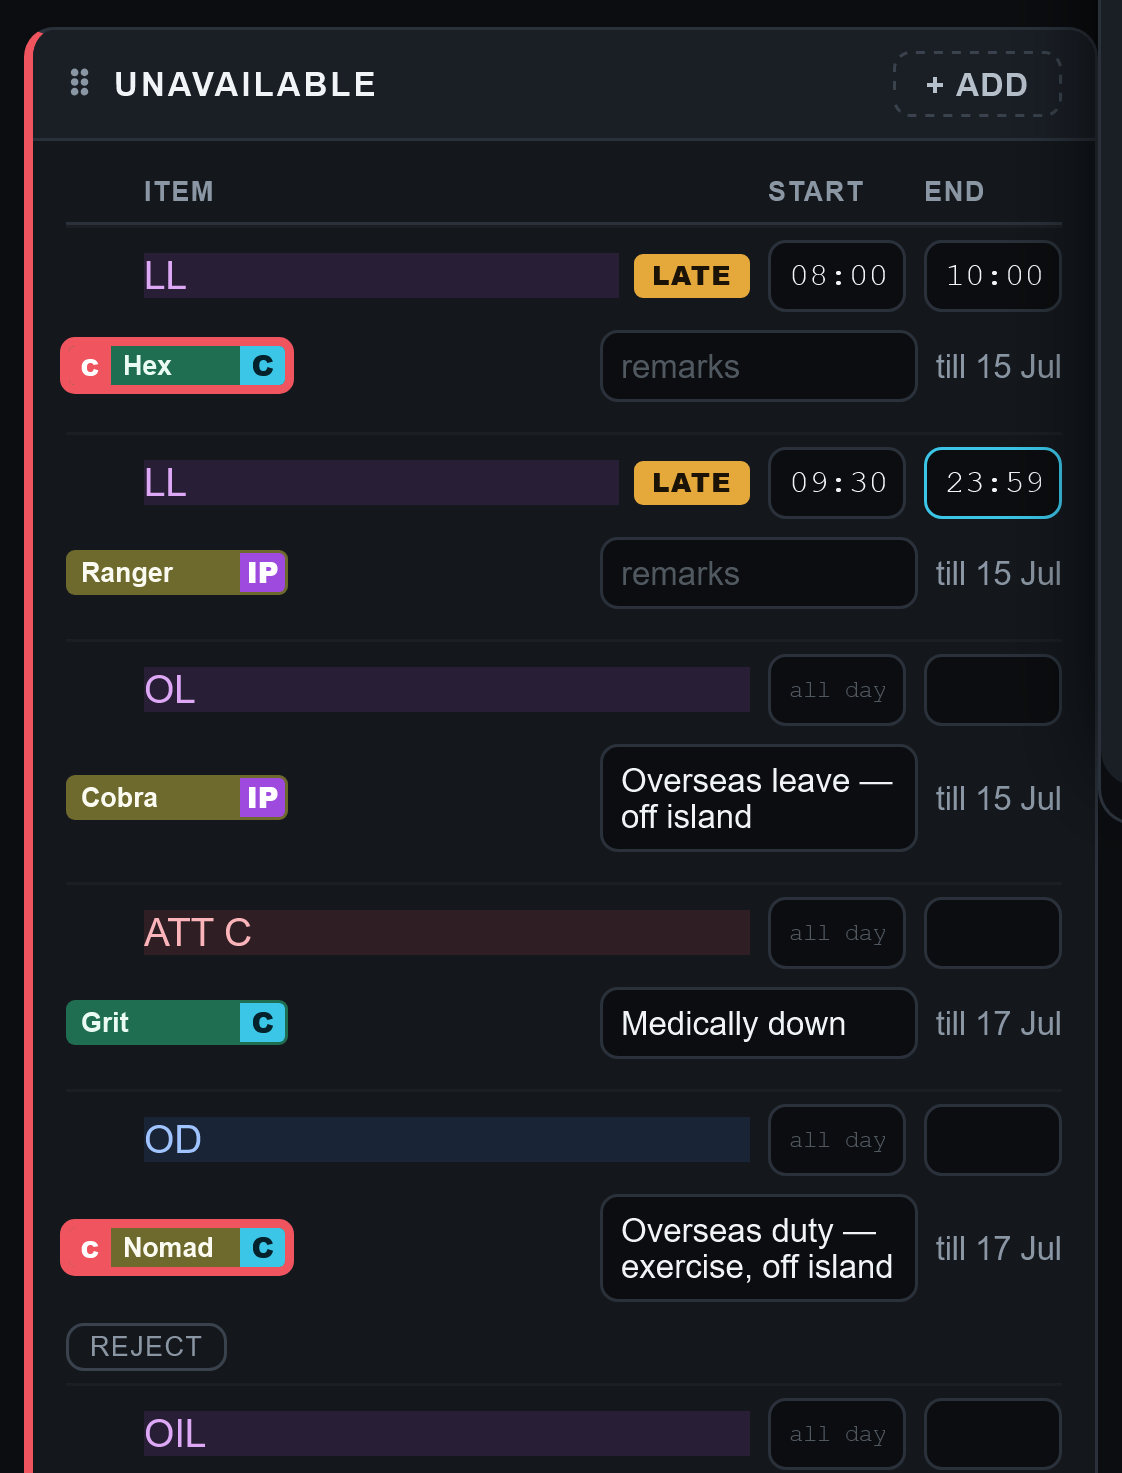 UNAVAILABLE
+ ADD
ITEM START END
LL LATE 08:00 10:00
c Hex C remarks till 15 Jul
LL LATE 09:30 23:59
Ranger IP remarks till 15 Jul
OL all day
Cobra IP Overseas leave —
off island till 15 Jul
ATT C all day
Grit C Medically down till 17 Jul
OD all day
c Nomad C Overseas duty —
exercise, off island till 17 Jul
REJECT
OIL all day